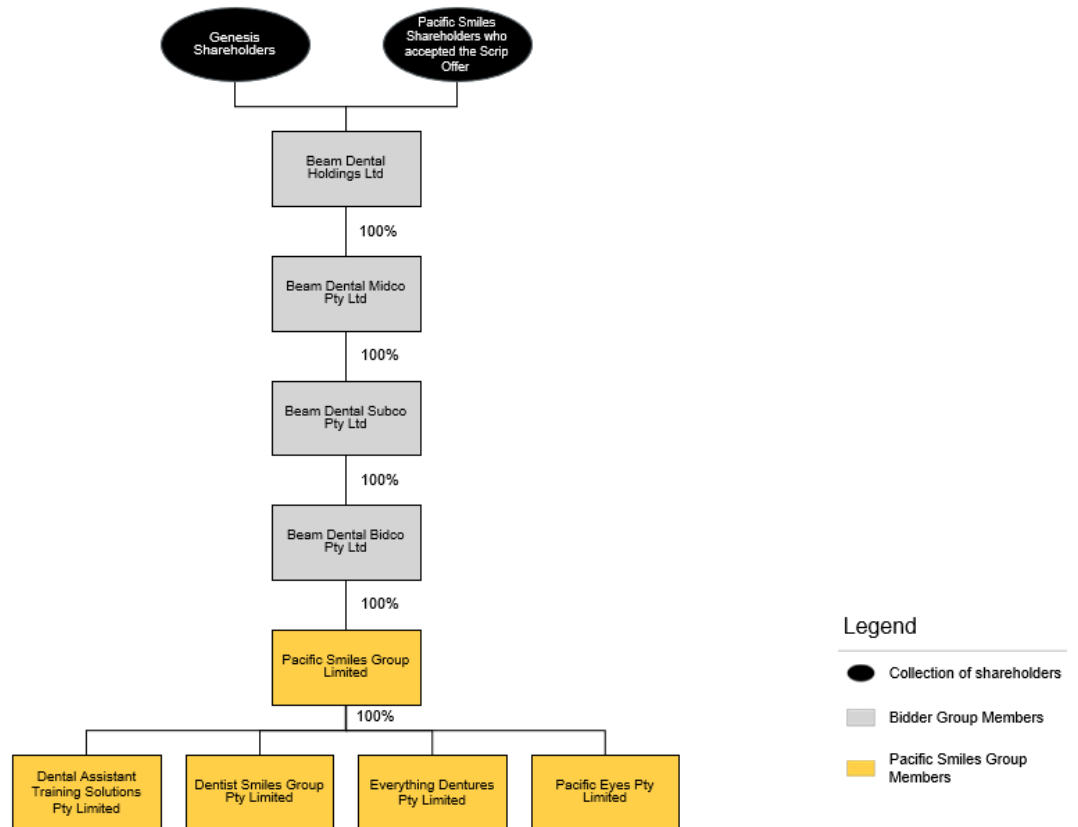 Genesis
Shareholders
Pacific Smiles
Shareholders who
accepted the Scrip
Offer
Beam Dental
Holdings Ltd
100%
Beam Dental Midco
Pty Ltd
100%
Beam Dental Subco
Pty Ltd
100%
Beam Dental Bidco
Pty Ltd
100%
Pacific Smiles Group
Limited
100%
Dental Assistant
Training Solutions
Pty Limited
Dentist Smiles Group
Pty Limited
Everything Dentures
Pty Limited
Pacific Eyes Pty
Limited
Legend
Collection of shareholders
Bidder Group Members
Pacific Smiles Group
Members